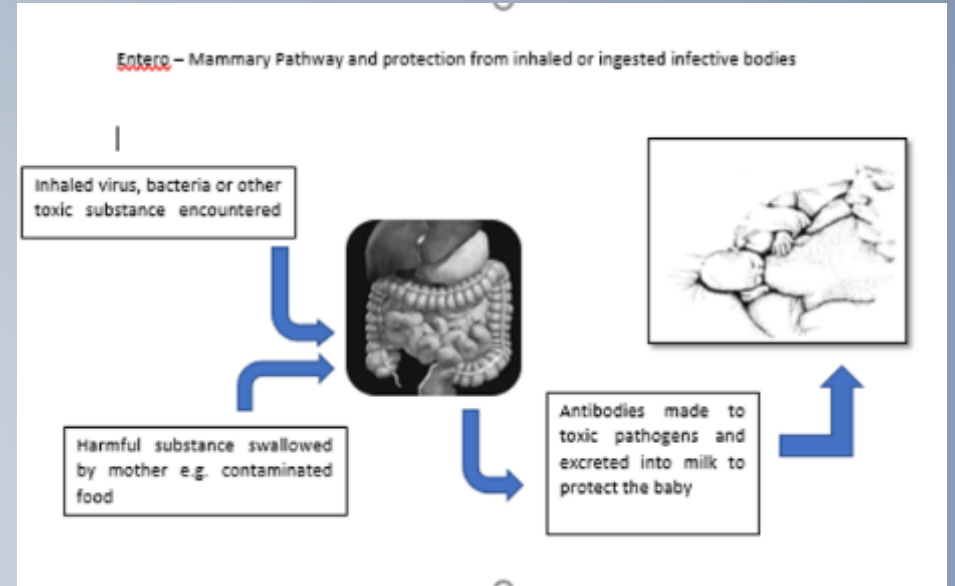 Entero – Mammary Pathway and protection from inhaled or ingested infective bodies
Inhaled virus, bacteria or other
toxic substance encountered
Harmful substance swallowed
by mother e.g. contaminated
food
Antibodies made to
toxic pathogens and
excreted into milk to
protect the baby